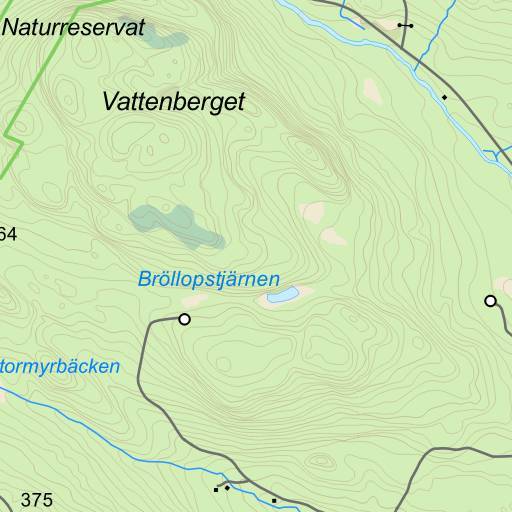 Naturreservat
Vattenberget
64
Bröllopstjärnen
tormyrbäcken
375